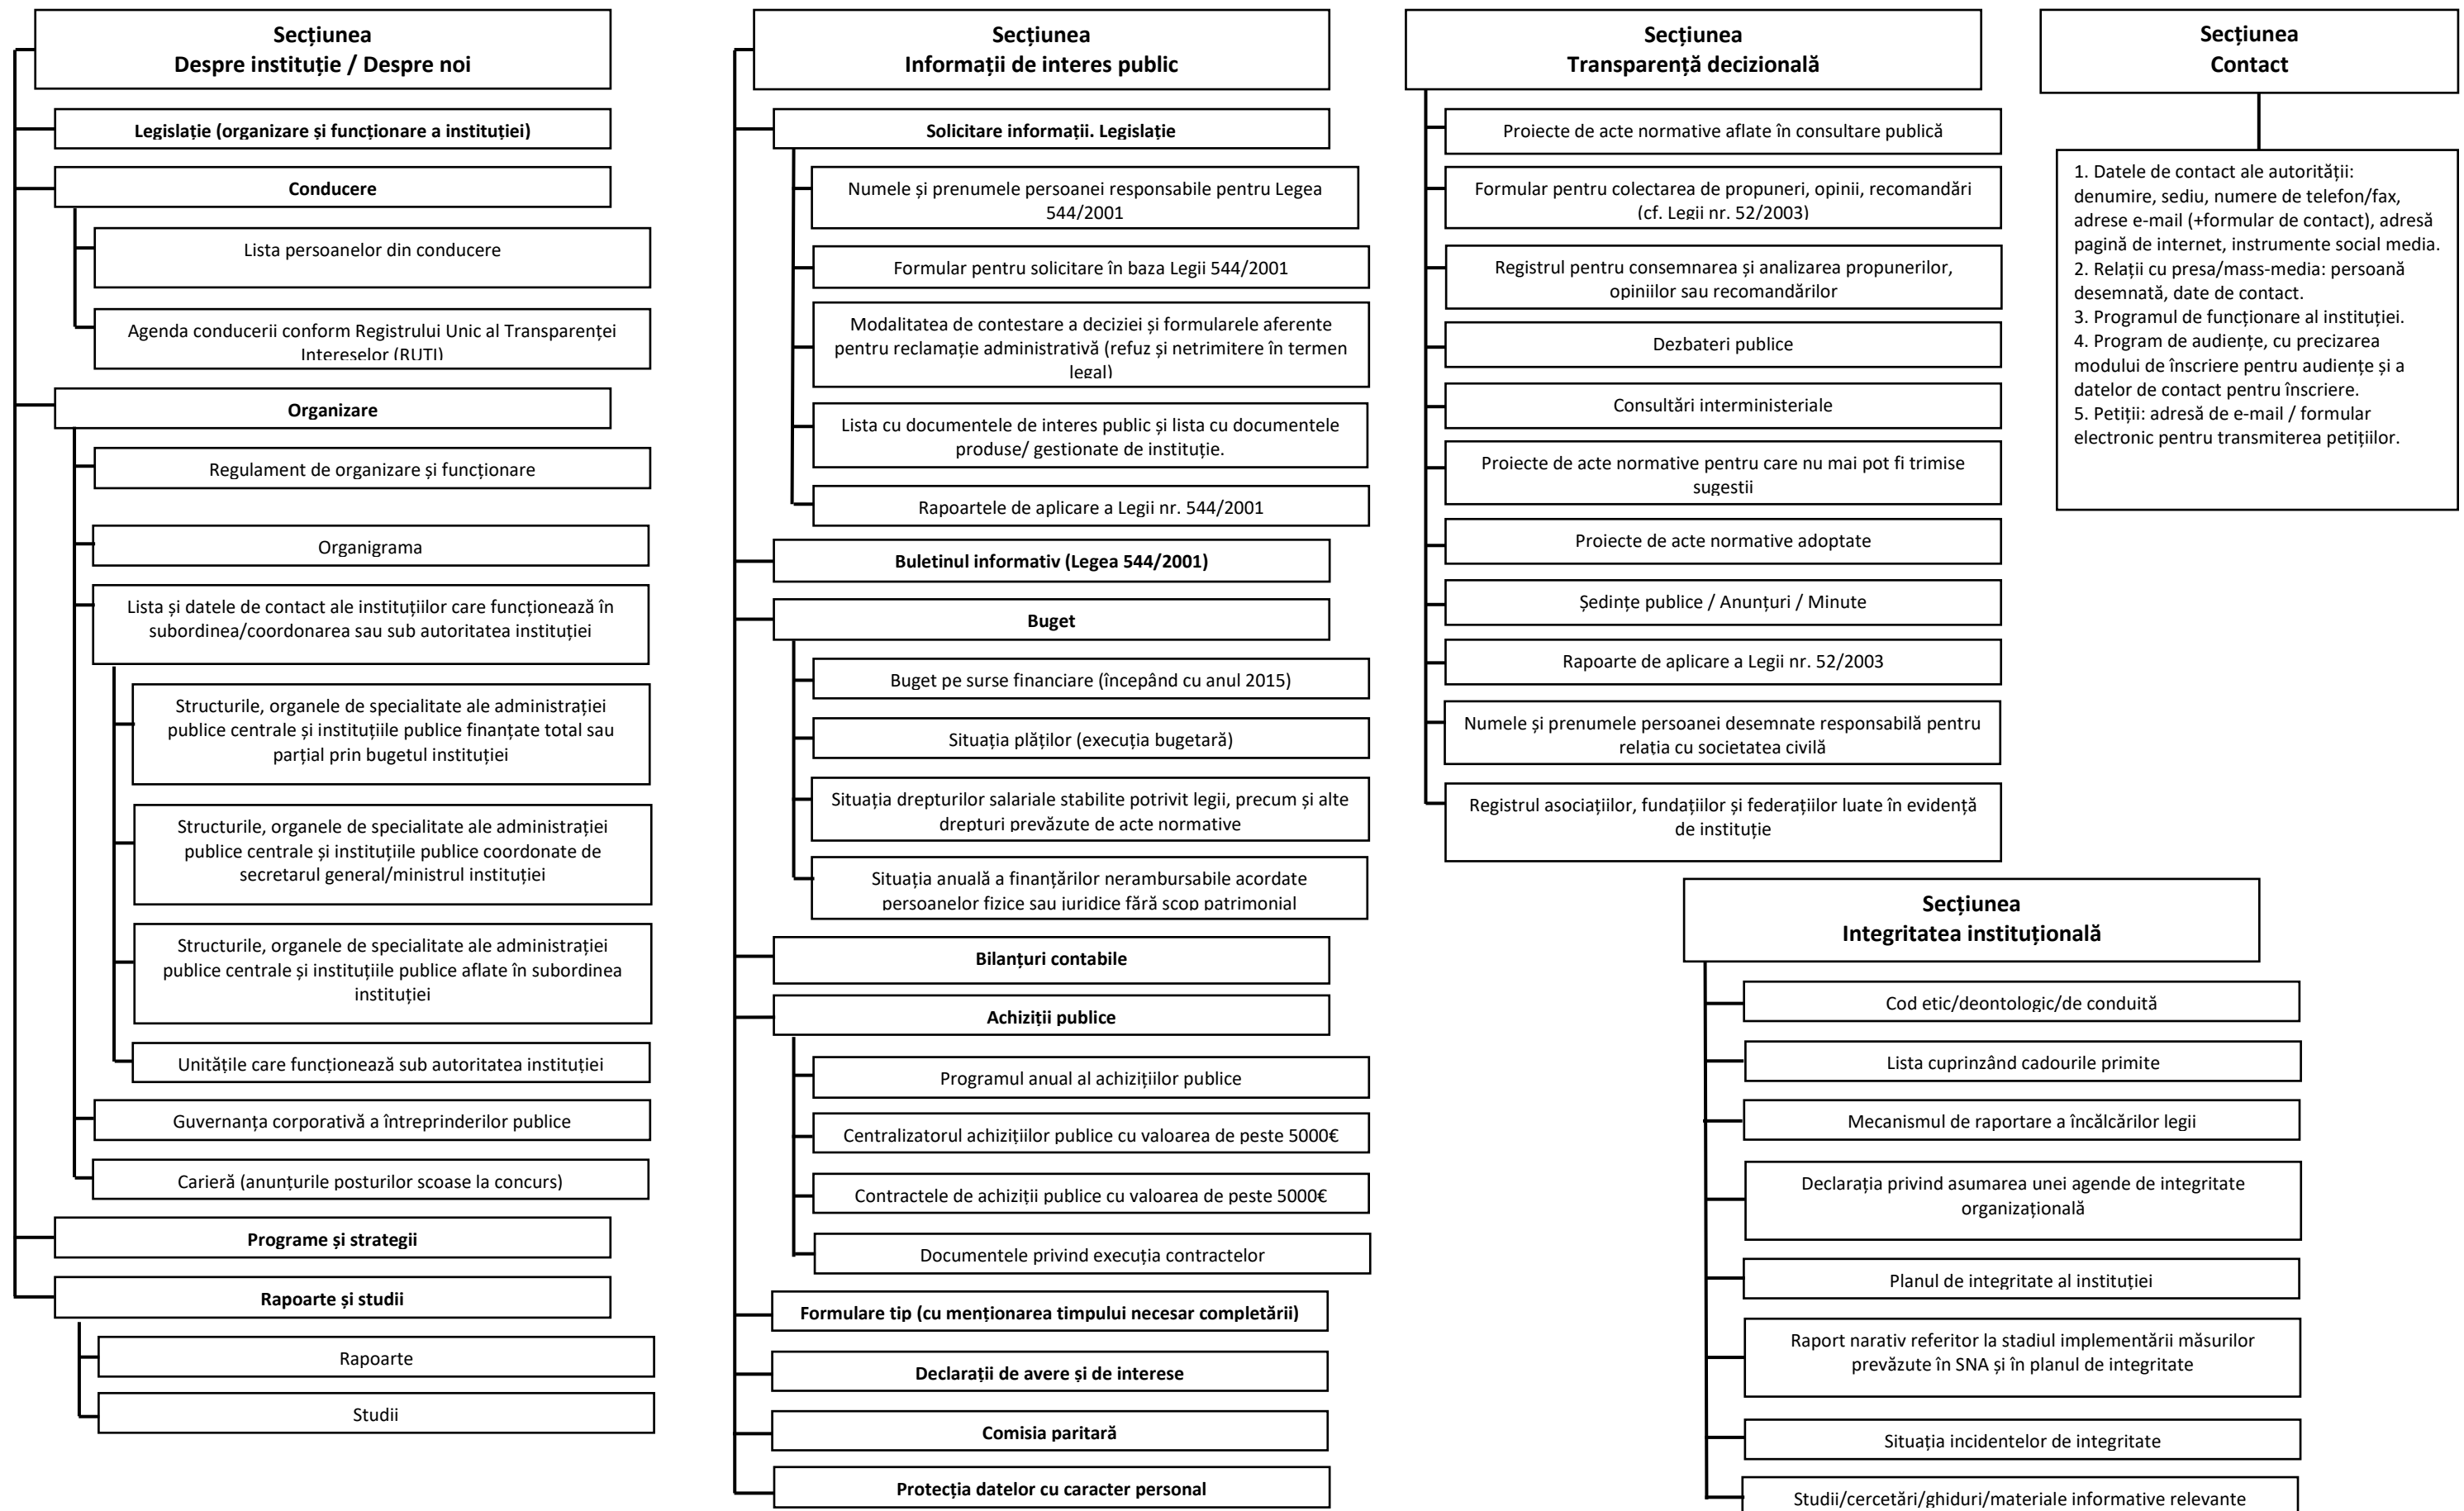 Secțiunea
Despre instituție / Despre noi
Legislație (organizare și funcționare a instituției)
Conducere
Lista persoanelor din conducere
Agenda conducerii conform Registrului Unic al Transparenței
Intereselor (RUTI)
Organizare
Regulament de organizare și funcționare
Organigrama
Lista și datele de contact ale instituțiilor care funcționează în
subordinea/coordonarea sau sub autoritatea instituției
Structurile, organele de specialitate ale administrației
publice centrale și instituțiile publice finanțate total sau
parțial prin bugetul instituției
Structurile, organele de specialitate ale administrației
publice centrale și instituțiile publice coordonate de
secretarul general/ministrul instituției
Structurile, organele de specialitate ale administrației
publice centrale și instituțiile publice aflate în subordinea
instituției
Unitățile care funcționează sub autoritatea instituției
Guvernanța corporativă a întreprinderilor publice
Carieră (anunțurile posturilor scoase la concurs)
Programe și strategii
Rapoarte și studii
Rapoarte
Studii
Secțiunea
Informații de interes public
Solicitare informații. Legislație
Numele și prenumele persoanei responsabile pentru Legea
544/2001
Formular pentru solicitare în baza Legii 544/2001
Modalitatea de contestare a deciziei și formularele aferente
pentru reclamație administrativă (refuz și netrimitere în termen
legal)
Lista cu documentele de interes public și lista cu documentele
produse/ gestionate de instituție.
Rapoartele de aplicare a Legii nr. 544/2001
Buletinul informativ (Legea 544/2001)
Buget
Buget pe surse financiare (începând cu anul 2015)
Situația plăților (execuția bugetară)
Situația drepturilor salariale stabilite potrivit legii, precum și alte
drepturi prevăzute de acte normative
Situația anuală a finanțărilor nerambursabile acordate
persoanelor fizice sau juridice fără scop patrimonial
Bilanțuri contabile
Achiziții publice
Programul anual al achizițiilor publice
Centralizatorul achizițiilor publice cu valoarea de peste 5000€
Contractele de achiziții publice cu valoarea de peste 5000€
Documentele privind execuția contractelor
Formulare tip (cu menționarea timpului necesar completării)
Declarații de avere și de interese
Comisia paritară
Protecția datelor cu caracter personal
Secțiunea
Transparență decizională
Proiecte de acte normative aflate în consultare publică
Formular pentru colectarea de propuneri, opinii, recomandări
(cf. Legii nr. 52/2003)
Registrul pentru consemnarea și analizarea propunerilor,
opiniilor sau recomandărilor
Dezbateri publice
Consultări interministeriale
Proiecte de acte normative pentru care nu mai pot fi trimise
sugestii
Proiecte de acte normative adoptate
Ședințe publice / Anunțuri / Minute
Rapoarte de aplicare a Legii nr. 52/2003
Numele și prenumele persoanei desemnate responsabilă pentru
relația cu societatea civilă
Registrul asociațiilor, fundațiilor și federațiilor luate în evidență
de instituție
Secțiunea
Contact
1. Datele de contact ale autorității:
denumire, sediu, numere de telefon/fax,
adrese e-mail (+formular de contact), adresă
pagină de internet, instrumente social media.
2. Relații cu presa/mass-media: persoană
desemnată, date de contact.
3. Programul de funcționare al instituției.
4. Program de audiențe, cu precizarea
modului de înscriere pentru audiențe și a
datelor de contact pentru înscriere.
5. Petiții: adresă de e-mail / formular
electronic pentru transmiterea petițiilor.
Secțiunea
Integritatea instituțională
Cod etic/deontologic/de conduită
Lista cuprinzând cadourile primite
Mecanismul de raportare a încălcărilor legii
Declarația privind asumarea unei agende de integritate
organizațională
Planul de integritate al instituției
Raport narativ referitor la stadiul implementării măsurilor
prevăzute în SNA și în planul de integritate
Situația incidentelor de integritate
Studii/cercetări/ghiduri/materiale informative relevante